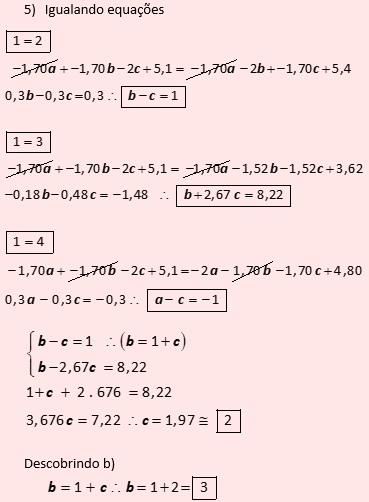 5) Igualando equações
1 = 2
−1,70a + −1,70b − 2c + 5,1 = −1,70a − 2b + −1,70c + 5,4
0,3b − 0,3c = 0,3 ∴ b − c = 1
1 = 3
−1,70a + −1,70b − 2c + 5,1 = −1,70a − 1,52b − 1,52c + 3,62
−0,18b − 0,48c = −1,48 ∴ b + 2,67 c = 8,22
1 = 4
−1,70a + −1,70b − 2c + 5,1 = −2a − 1,70b − 1,70c + 4,80
0,3a − 0,3c = −0,3 ∴ a − c = −1
b − c = 1 ∴ (b = 1 + c)
b − 2,67c = 8,22
1 + c + 2 . 676 = 8,22
3,676c = 7,22 ∴ c = 1,97 ≅ 2
Descobrindo b)
b = 1 + c ∴ b = 1 + 2 = 3